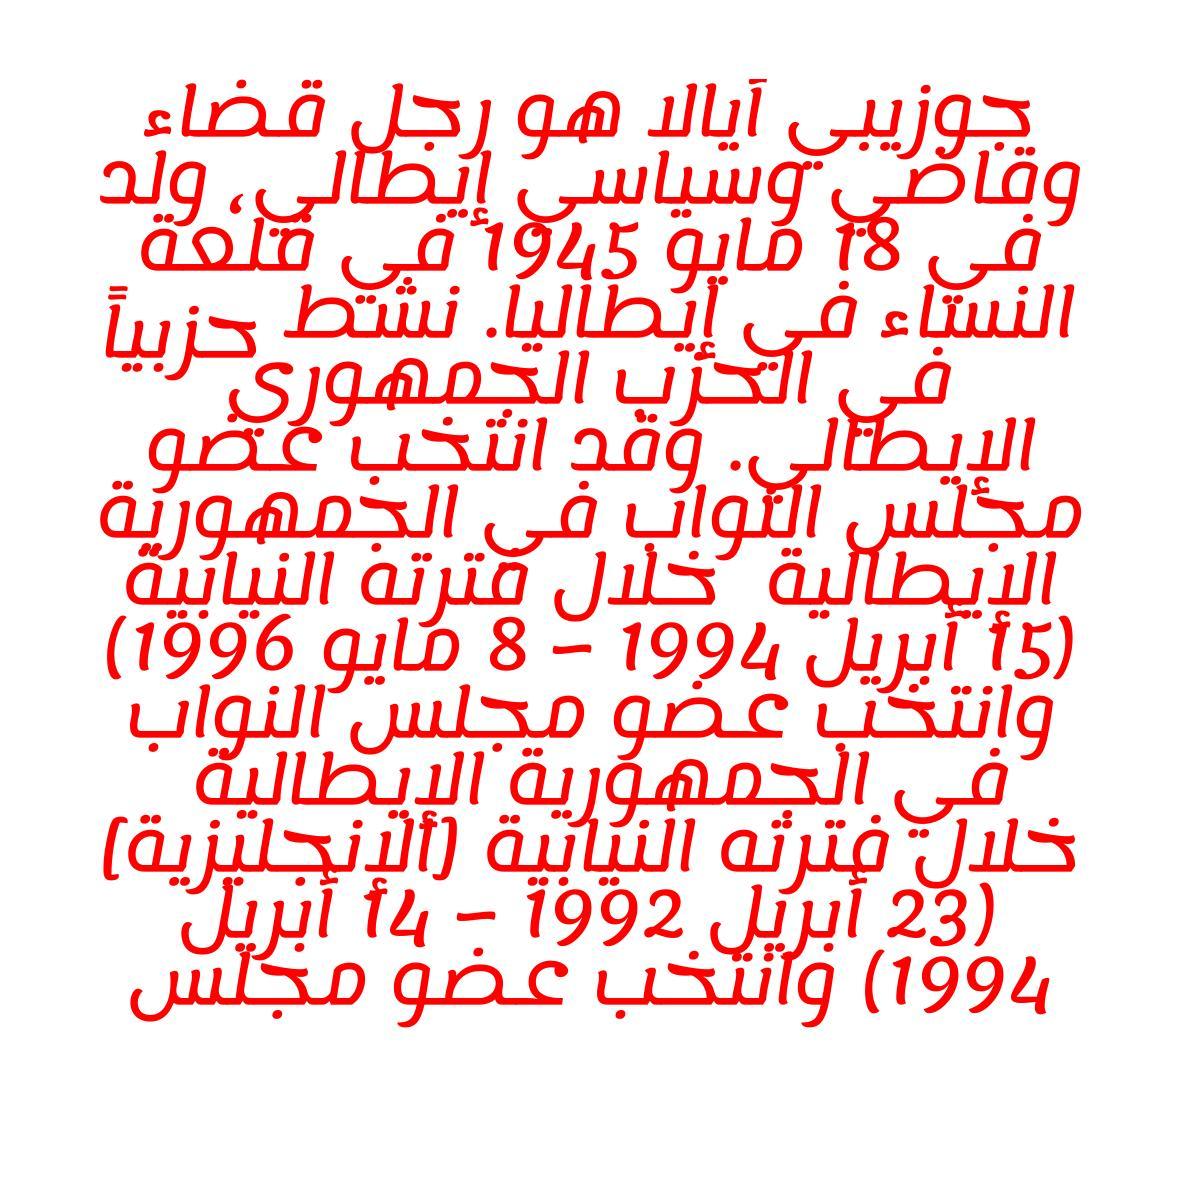 جوزيبي آيالا هو رجل قضاء
وقاضي وسياسي إيطالي، ولد
في 18 مايو 1945 في قلعة
النساء في إيطاليا. نشط حزبياً
في الحزب الجمهوري
الإيطالي. وقد انتخب عضو
مجلس النواب في الجمهورية
الإيطالية خلال فترته النيابية
(15 أبريل 1994 – 8 مايو 1996)
وانتخب عضو مجلس النواب
في الجمهورية الإيطالية
خلال فترته النيابية (الإنجليزية)
(23 أبريل 1992 – 14 أبريل
1994) وانتخب عضو مجلس